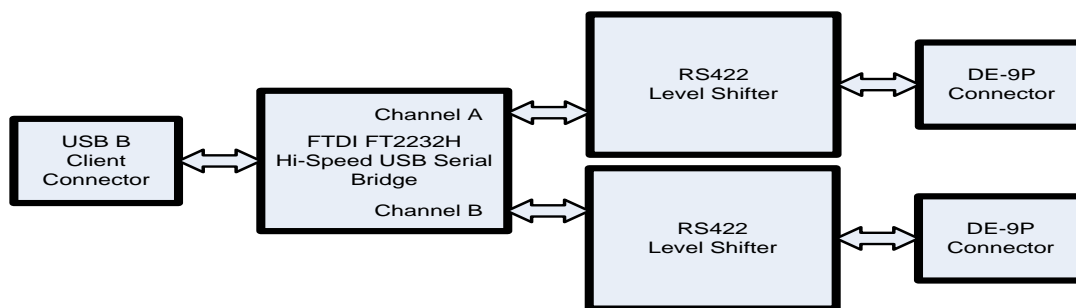 USB B
Client
Connector
Channel A
FTDI FT2232H
Hi-Speed USB Serial
Bridge
Channel B
RS422
Level Shifter
DE-9P
Connector
RS422
Level Shifter
DE-9P
Connector